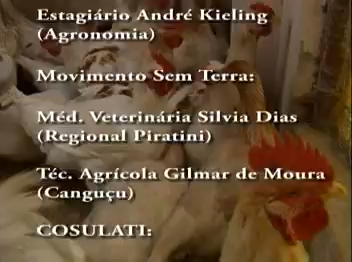 Estagiário André Kieling
(Agronomia)
Movimento Sem Terra:
Méd. Veterinária Silvia Dias
(Regional Piratini)
Téc. Agrícola Gilmar de Moura
(Canguçu)
COSULATI: